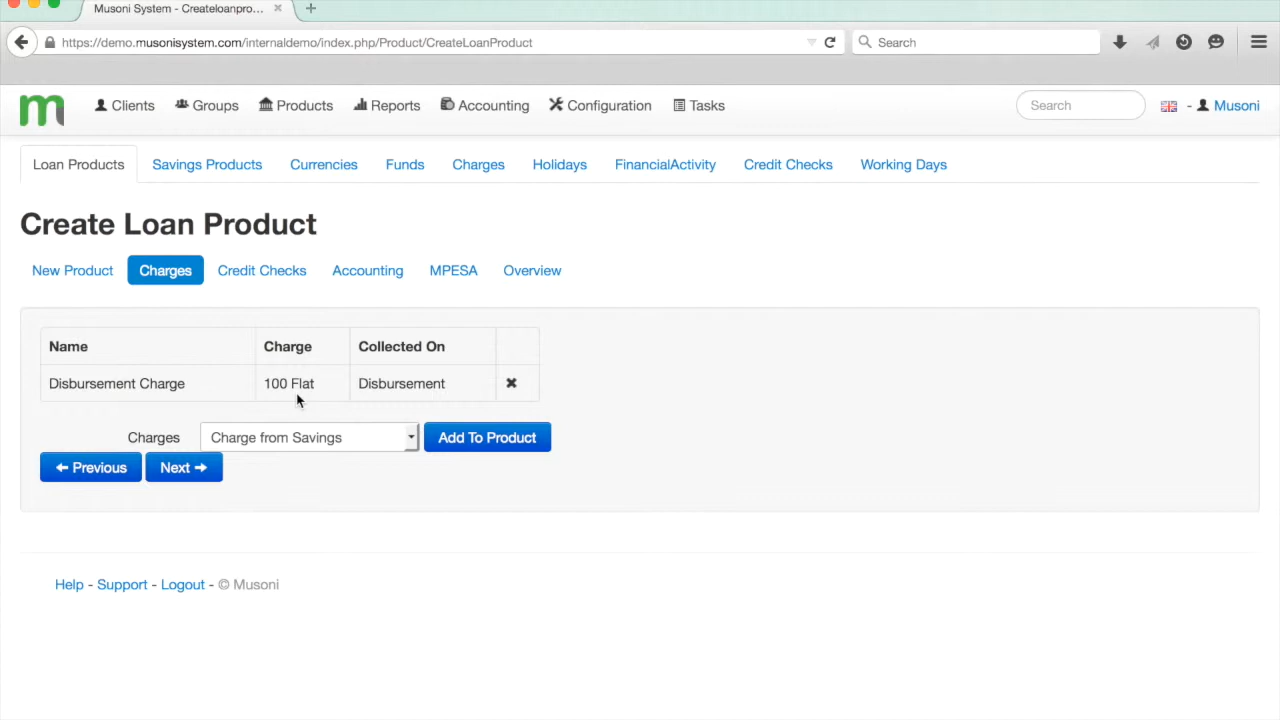 Musoni System - Createloanpro...
https://demo.musonisystem.com/internaldemo/index.php/Product/CreateLoanProduct
Search
Clients Groups Products Reports Accounting Configuration Tasks Search - Musoni
Loan Products Savings Products Currencies Funds Charges Holidays FinancialActivity Credit Checks Working Days
Create Loan Product
New Product Charges Credit Checks Accounting MPESA Overview
Name Charge Collected On
Disbursement Charge 100 Flat Disbursement
Charges Charge from Savings Add To Product
Previous Next
Help - Support - Logout - © Musoni